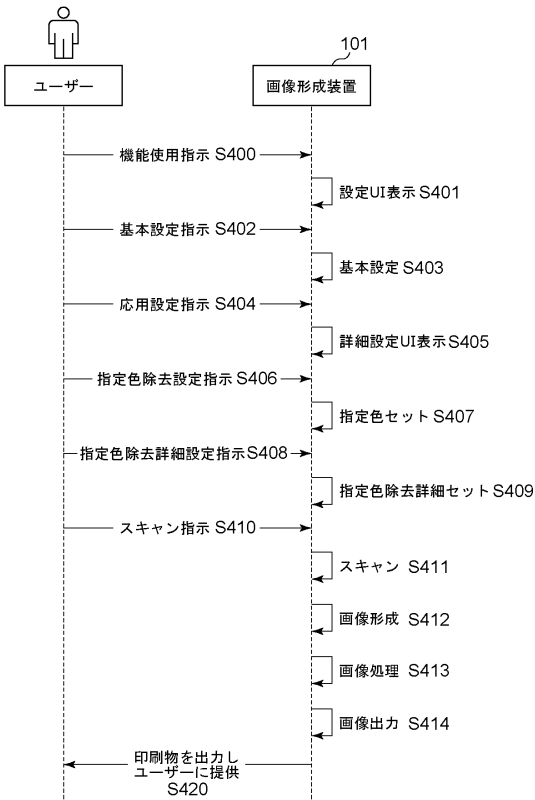 101
ユーザー
画像形成装置
機能使用指示 S400
設定UI表示 S401
基本設定指示 S402
基本設定 S403
応用設定指示 S404
詳細設定UI表示 S405
指定色除去設定指示 S406
指定色セット S407
指定色除去詳細設定指示 S408
指定色除去詳細セット S409
スキャン指示 S410
スキャン S411
画像形成 S412
画像処理 S413
画像出力 S414
印刷物を出力し
ユーザーに提供
S420